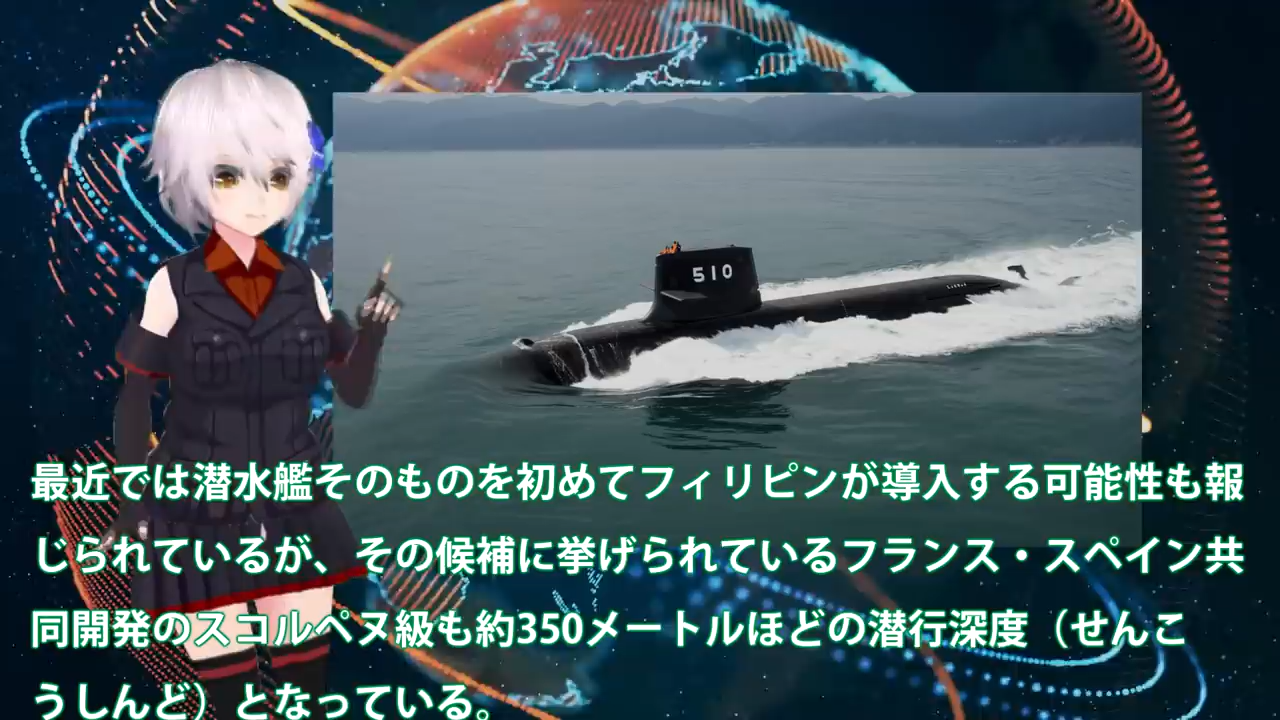 510
最近では潜水艦そのものを初めてフィリピンが導入する可能性も報
じられているが、その候補に挙げられているフランス・スペイン共
同開発のスコルペヌ級も約350メートルほどの潜行深度（せんこ
うしんど）となっている。